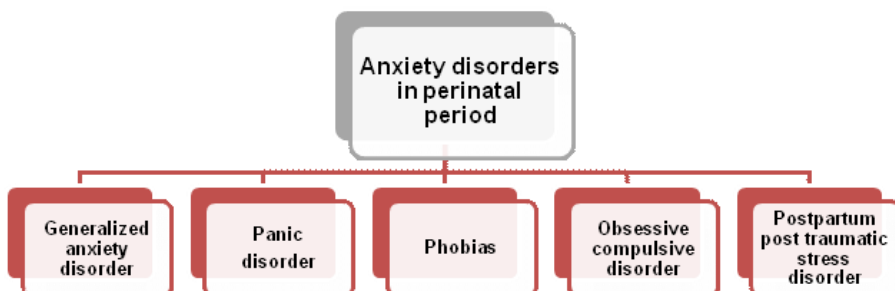 Anxiety disorders
in perinatal
period
Generalized
anxiety
disorder
Panic
disorder
Phobias
Obsessive
compulsive
disorder
Postpartum
post traumatic
stress
disorder